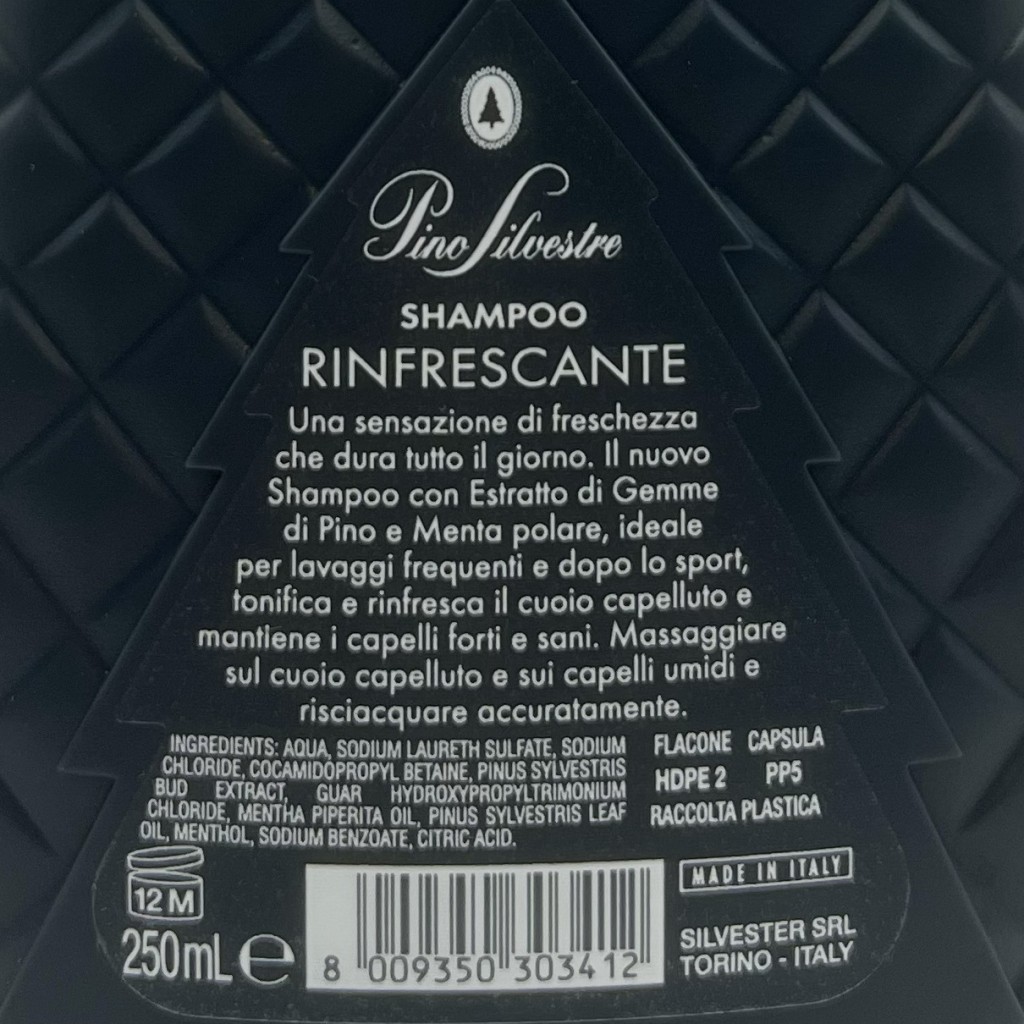 Pino Silvestre
SHAMPOO
RINFRESCANTE
Una sensazione di freschezza
che dura tutto il giorno. Il nuovo
Shampoo con Estratto di Gemme
di Pino e Menta polare, ideale
per lavaggi frequenti e dopo lo sport,
tonifica e rinfresca il cuoio capelluto e
mantiene i capelli forti e sani. Massaggiare
sul cuoio capelluto e sui capelli umidi e
risciacquare accuratamente.
INGREDIENTS: AQUA, SODIUM LAURETH SULFATE, SODIUM
CHLORIDE, COCAMIDOPROPYL BETAINE, PINUS SYLVESTRIS
BUD EXTRACT, GUAR HYDROXYPROPYLTRIMONIUM
CHLORIDE, MENTHA PIPERITA OIL, PINUS SYLVESTRIS LEAF
OIL, MENTHOL, SODIUM BENZOATE, CITRIC ACID.
FLACONE CAPSULA
HDPE 2 PP5
RACCOLTA PLASTICA
12 M
250mL e
8 009350 303412
MADE IN ITALY
SILVESTER SRL
TORINO - ITALY